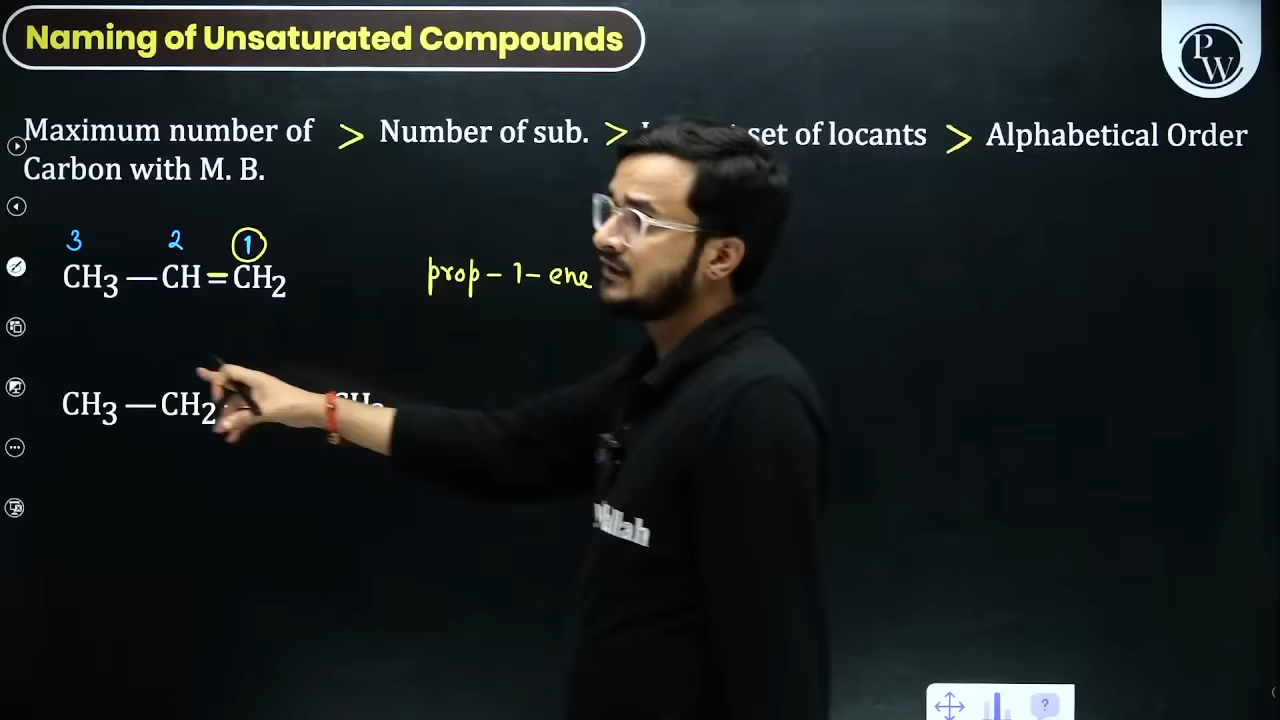 Naming of Unsaturated Compounds
PW
Maximum number of > Number of sub. > set of locants > Alphabetical Order
Carbon with M. B.
3 2 1
CH3 — CH = CH2 prop - 1 - ene
CH3 — CH2
?